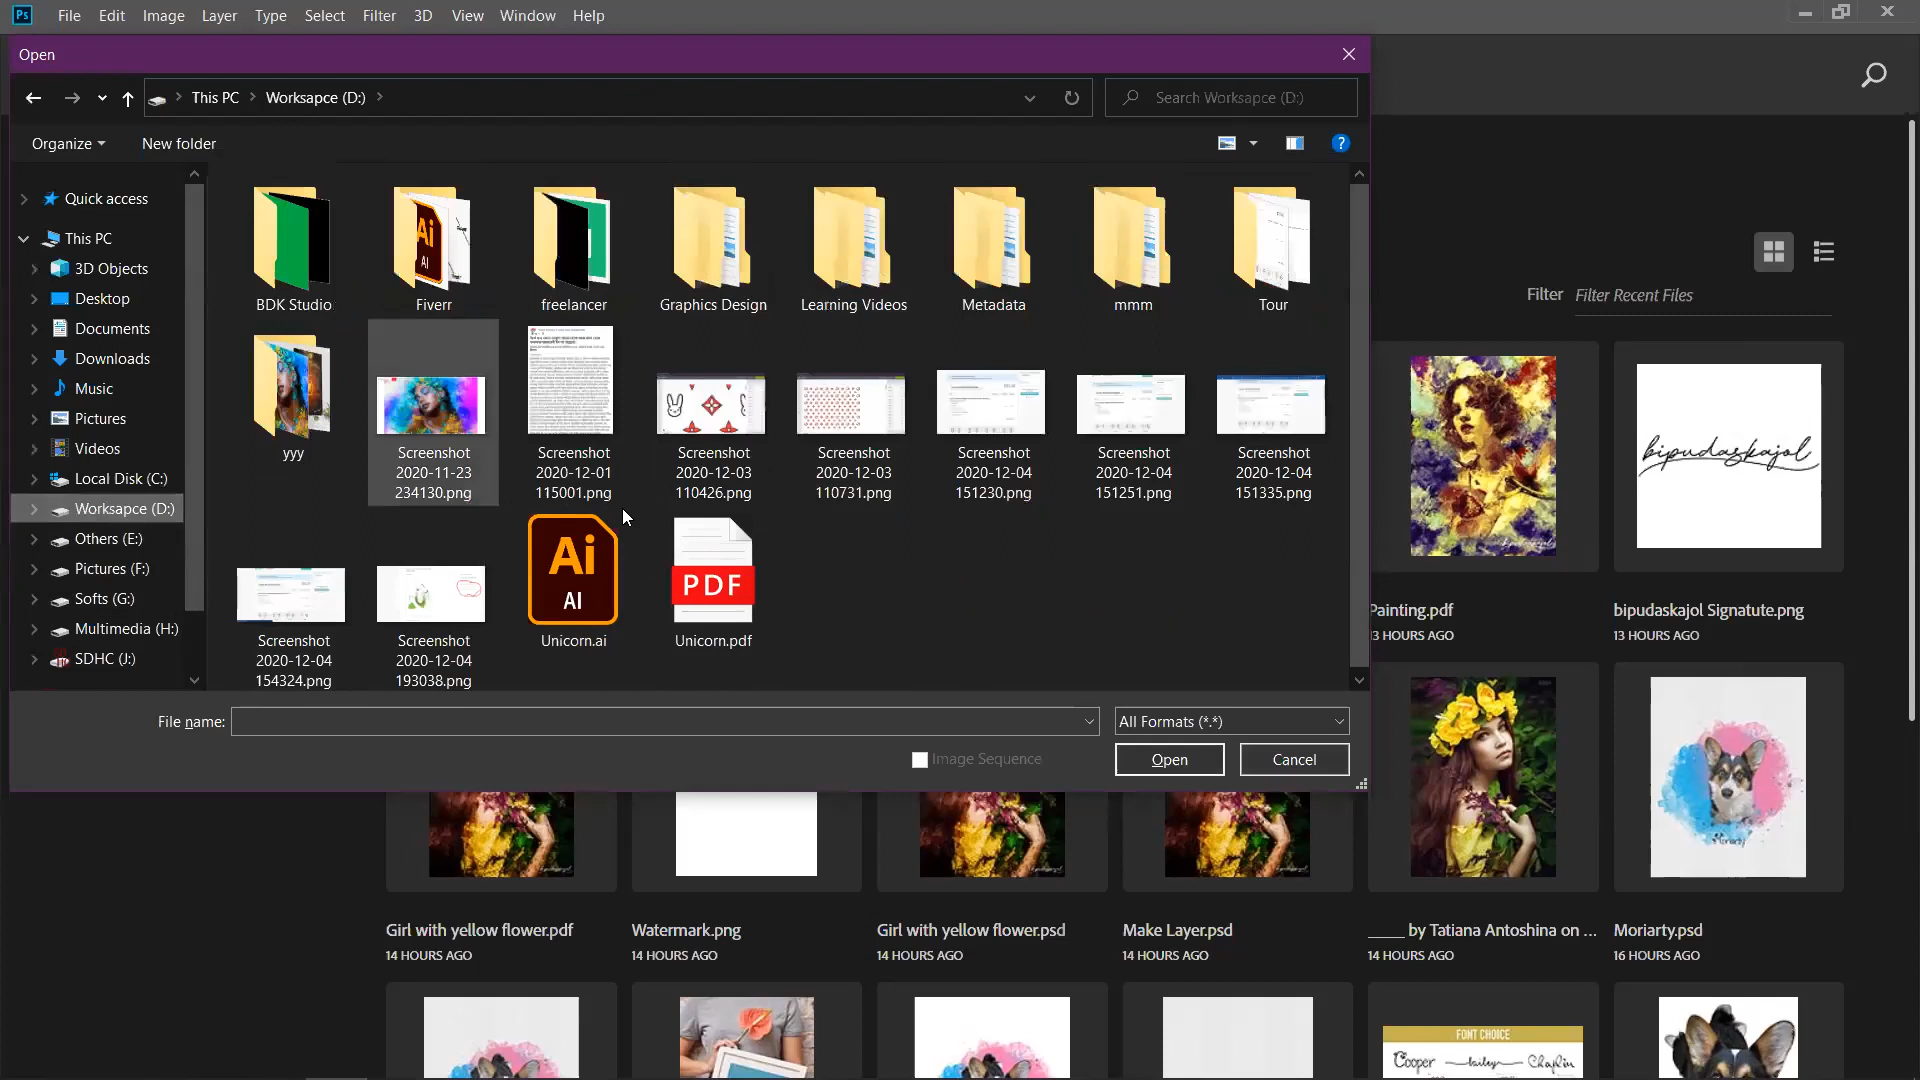 Ps File Edit Image Layer Type Select Filter 3D View Window Help
Open
This PC Worksapce (D:)
Search Worksapce (D:)
Organize New folder
?
Quick access
This PC
3D Objects
Desktop
Documents
Downloads
Music
Pictures
Videos
Local Disk (C:)
Worksapce (D:)
Others (E:)
Pictures (F:)
Softs (G:)
Multimedia (H:)
SDHC (J:)
Ai
AI
BDK Studio Fiverr freelancer Graphics Design Learning Videos Metadata mmm Tour
yyy
Screenshot
2020-11-23
234130.png
Screenshot
2020-12-01
115001.png
Screenshot
2020-12-03
110426.png
Screenshot
2020-12-03
110731.png
Screenshot
2020-12-04
151230.png
Screenshot
2020-12-04
151251.png
Screenshot
2020-12-04
151335.png
Screenshot
2020-12-04
154324.png
Screenshot
2020-12-04
193038.png
Ai
AI
Unicorn.ai
PDF
Unicorn.pdf
File name:
All Formats (*.*)
Image Sequence
Open Cancel
Filter Filter Recent Files
bipudaskajol
Painting.pdf
13 HOURS AGO
bipudaskajol Signatute.png
13 HOURS AGO
Moriarty
Girl with yellow flower.pdf
14 HOURS AGO
Watermark.png
14 HOURS AGO
Girl with yellow flower.psd
14 HOURS AGO
Make Layer.psd
14 HOURS AGO
_____ by Tatiana Antoshina on ...
14 HOURS AGO
Moriarty.psd
16 HOURS AGO
FONT CHOICE
Cooper bailey Chaplin